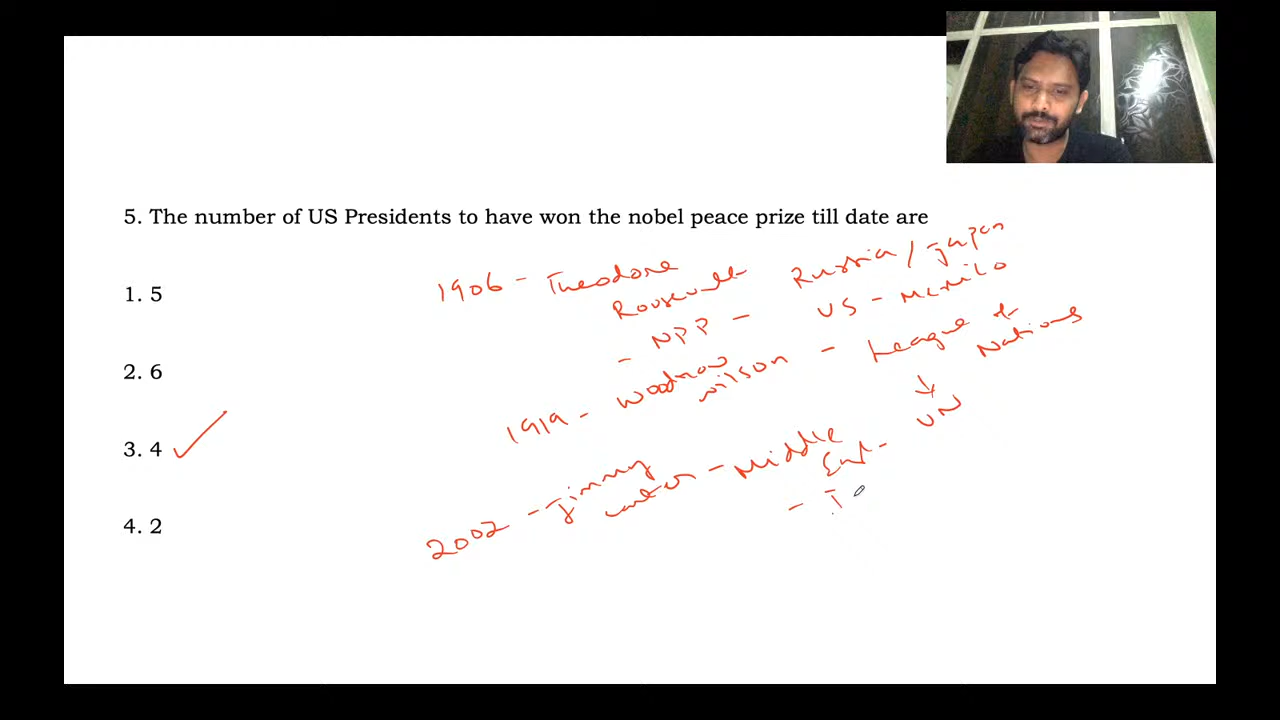 5. The number of US Presidents to have won the nobel peace prize till date are
1906 - Theodore
Roosevelt
Russia / Japan
- NPP -
US - Mexico
1. 5
2. 6
1919 - Woodrow
wilson - League of
Nations
↓
UN
3. 4 ✓
2002 - Jimmy
carter - Middle
East -
- I
4. 2